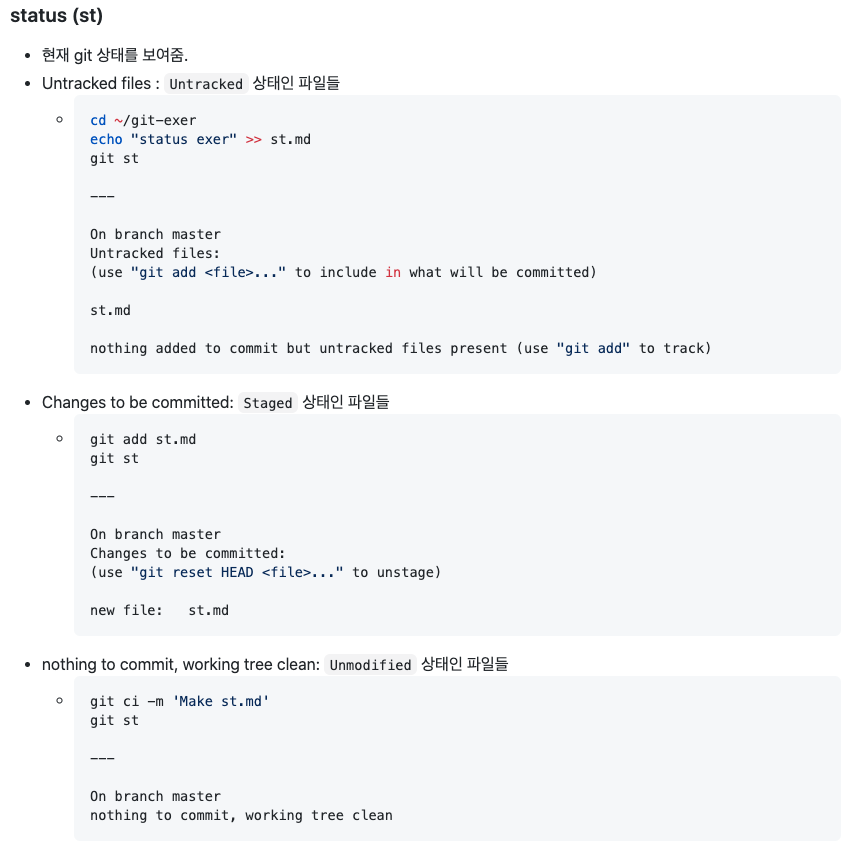 status (st)
현재 git 상태를 보여줌.
Untracked files : Untracked 상태인 파일들
cd ~/git-exer
echo "status exer" >> st.md
git st
---
On branch master
Untracked files:
(use "git add <file>..." to include in what will be committed)
st.md
nothing added to commit but untracked files present (use "git add" to track)
Changes to be committed: Staged 상태인 파일들
git add st.md
git st
---
On branch master
Changes to be committed:
(use "git reset HEAD <file>..." to unstage)
new file:   st.md
nothing to commit, working tree clean: Unmodified 상태인 파일들
git ci -m 'Make st.md'
git st
---
On branch master
nothing to commit, working tree clean